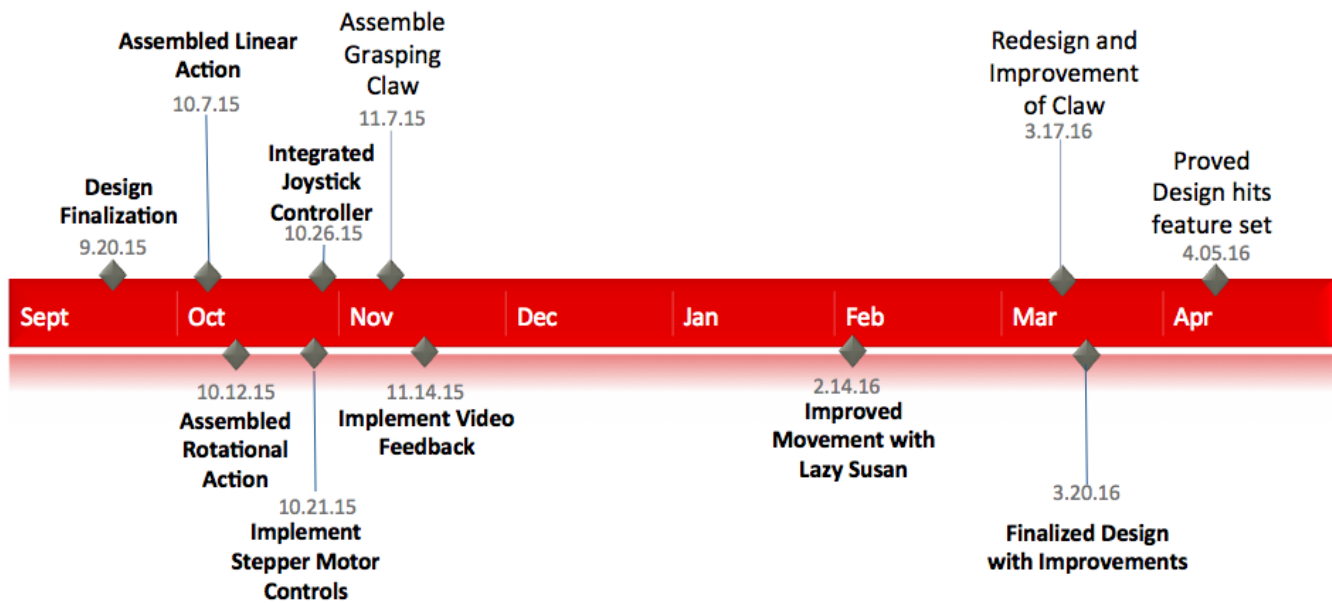 Assembled Linear
Action
10.7.15
Assemble
Grasping
Claw
11.7.15
Redesign and
Improvement
of Claw
3.17.16
Design
Finalization
9.20.15
Integrated
Joystick
Controller
10.26.15
Proved
Design hits
feature set
4.05.16
Sept
Oct
Nov
Dec
Jan
Feb
Mar
Apr
10.12.15
Assembled
Rotational
Action
10.21.15
Implement
Stepper Motor
Controls
11.14.15
Implement Video
Feedback
2.14.16
Improved
Movement with
Lazy Susan
3.20.16
Finalized Design
with Improvements